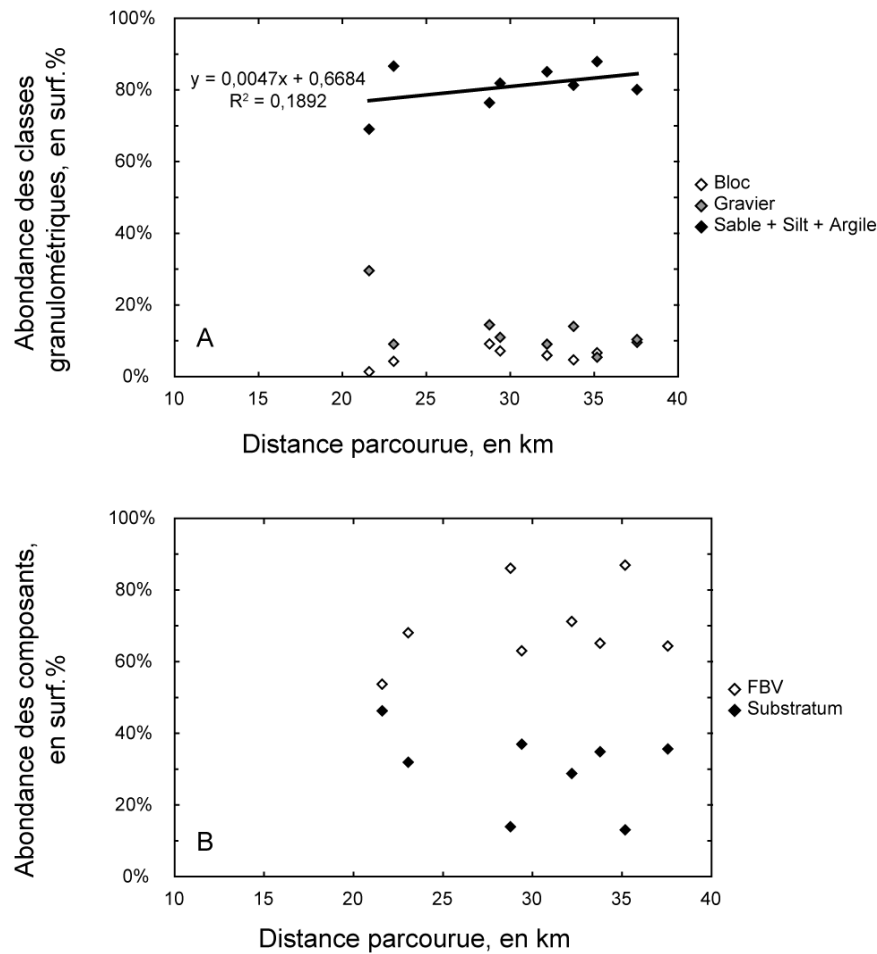 Abondance des classes
granulométriques, en surf.%
100%
80%
60%
40%
20%
0%
y = 0,0047x + 0,6684
R² = 0,1892
A
Bloc
Gravier
Sable + Silt + Argile
10 15 20 25 30 35 40
Distance parcourue, en km
Abondance des composants,
en surf.%
100%
80%
60%
40%
20%
0%
B
FBV
Substratum
10 15 20 25 30 35 40
Distance parcourue, en km